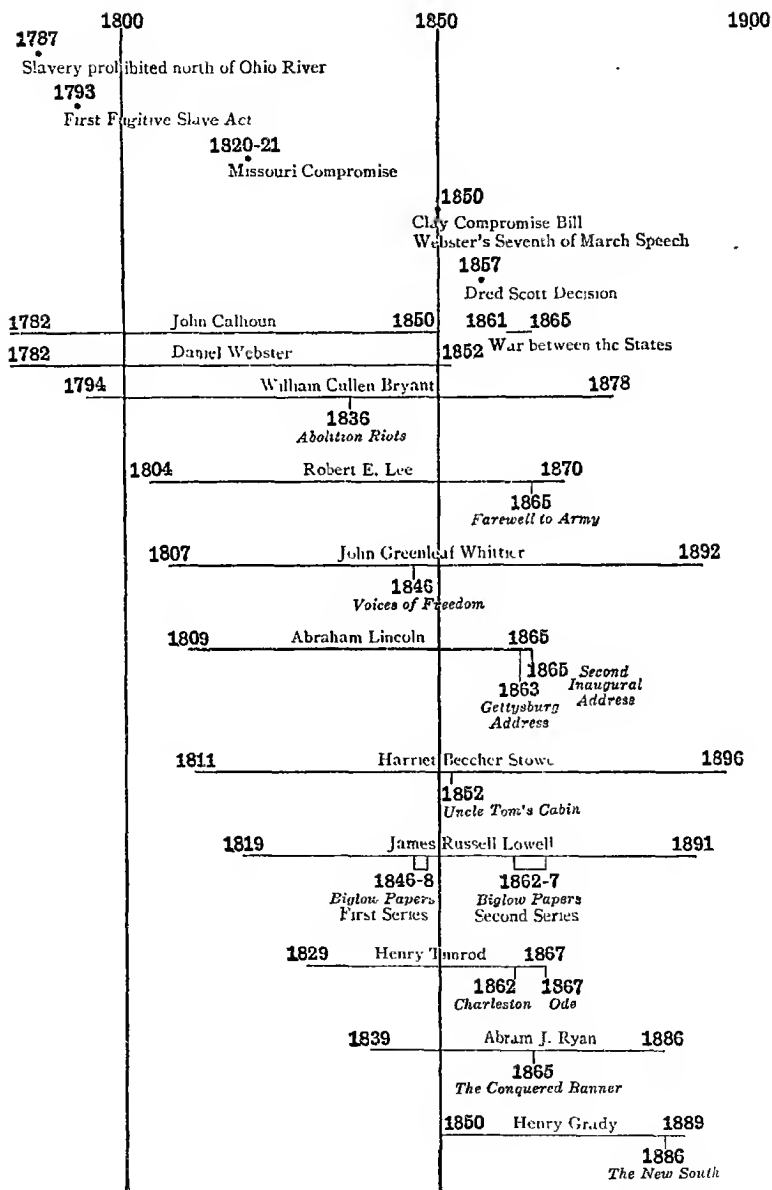 1800 1850 1900
1787
Slavery prohibited north of Ohio River
1793
First Fugitive Slave Act
1820-21
Missouri Compromise
1850
Clay Compromise Bill
Webster's Seventh of March Speech
1857
Dred Scott Decision
1782 John Calhoun 1850 1861 1865
War between the States
1782 Daniel Webster 1852
1794 William Cullen Bryant 1878
1836
Abolition Riots
1804 Robert E. Lee 1870
1865
Farewell to Army
1807 John Greenleaf Whittier 1892
1846
Voices of Freedom
1809 Abraham Lincoln 1865
1865 Second
Inaugural
Address
1863
Gettysburg
Address
1811 Harriet Beecher Stowe 1896
1852
Uncle Tom's Cabin
1819 James Russell Lowell 1891
1846-8 1862-7
Biglow Papers Biglow Papers
First Series Second Series
1829 Henry Timrod 1867
1862 1867
Charleston Ode
1839 Abram J. Ryan 1886
1865
The Conquered Banner
1850 Henry Grady 1889
1886
The New South